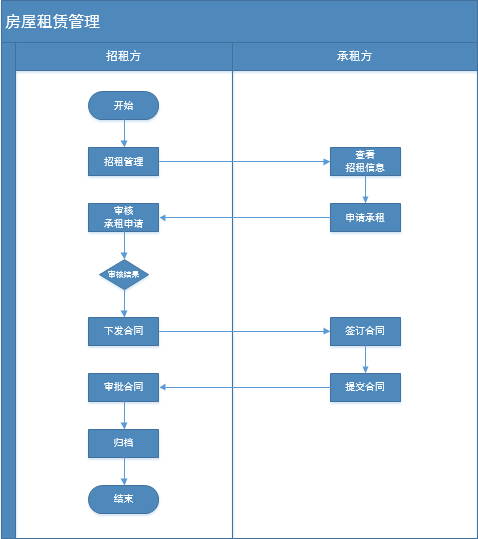 房屋租赁管理
招租方
承租方
开始
招租管理
查看
招租信息
审核
承租申请
申请承租
审核结果
下发合同
签订合同
审批合同
提交合同
归档
结束